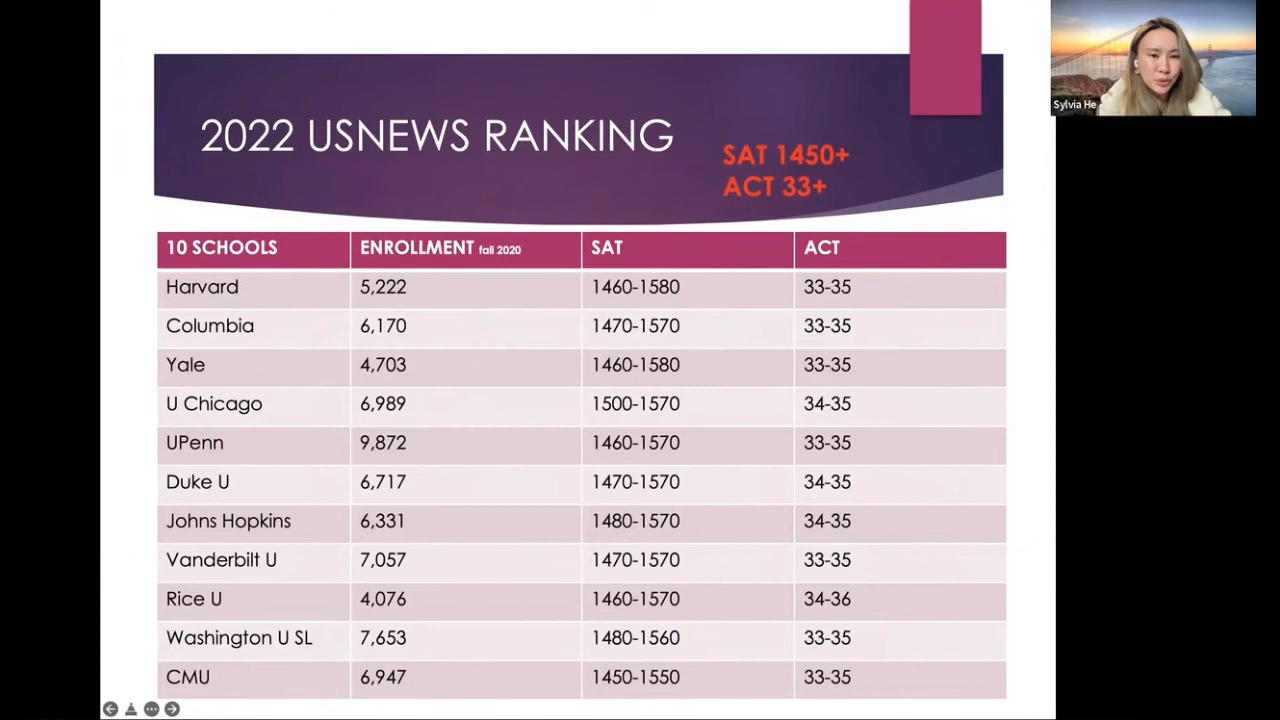 2022 USNEWS RANKING
SAT 1450+
ACT 33+
Sylvia He
10 SCHOOLS ENROLLMENT fall 2020 SAT ACT
Harvard 5,222 1460-1580 33-35
Columbia 6,170 1470-1570 33-35
Yale 4,703 1460-1580 33-35
U Chicago 6,989 1500-1570 34-35
UPenn 9,872 1460-1570 33-35
Duke U 6,717 1470-1570 34-35
Johns Hopkins 6,331 1480-1570 34-35
Vanderbilt U 7,057 1470-1570 33-35
Rice U 4,076 1460-1570 34-36
Washington U SL 7,653 1480-1560 33-35
CMU 6,947 1450-1550 33-35